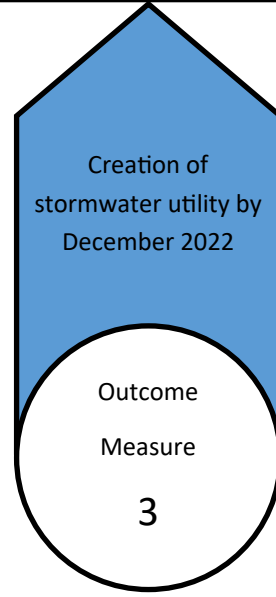 Creation of
stormwater utility by
December 2022
Outcome
Measure
3